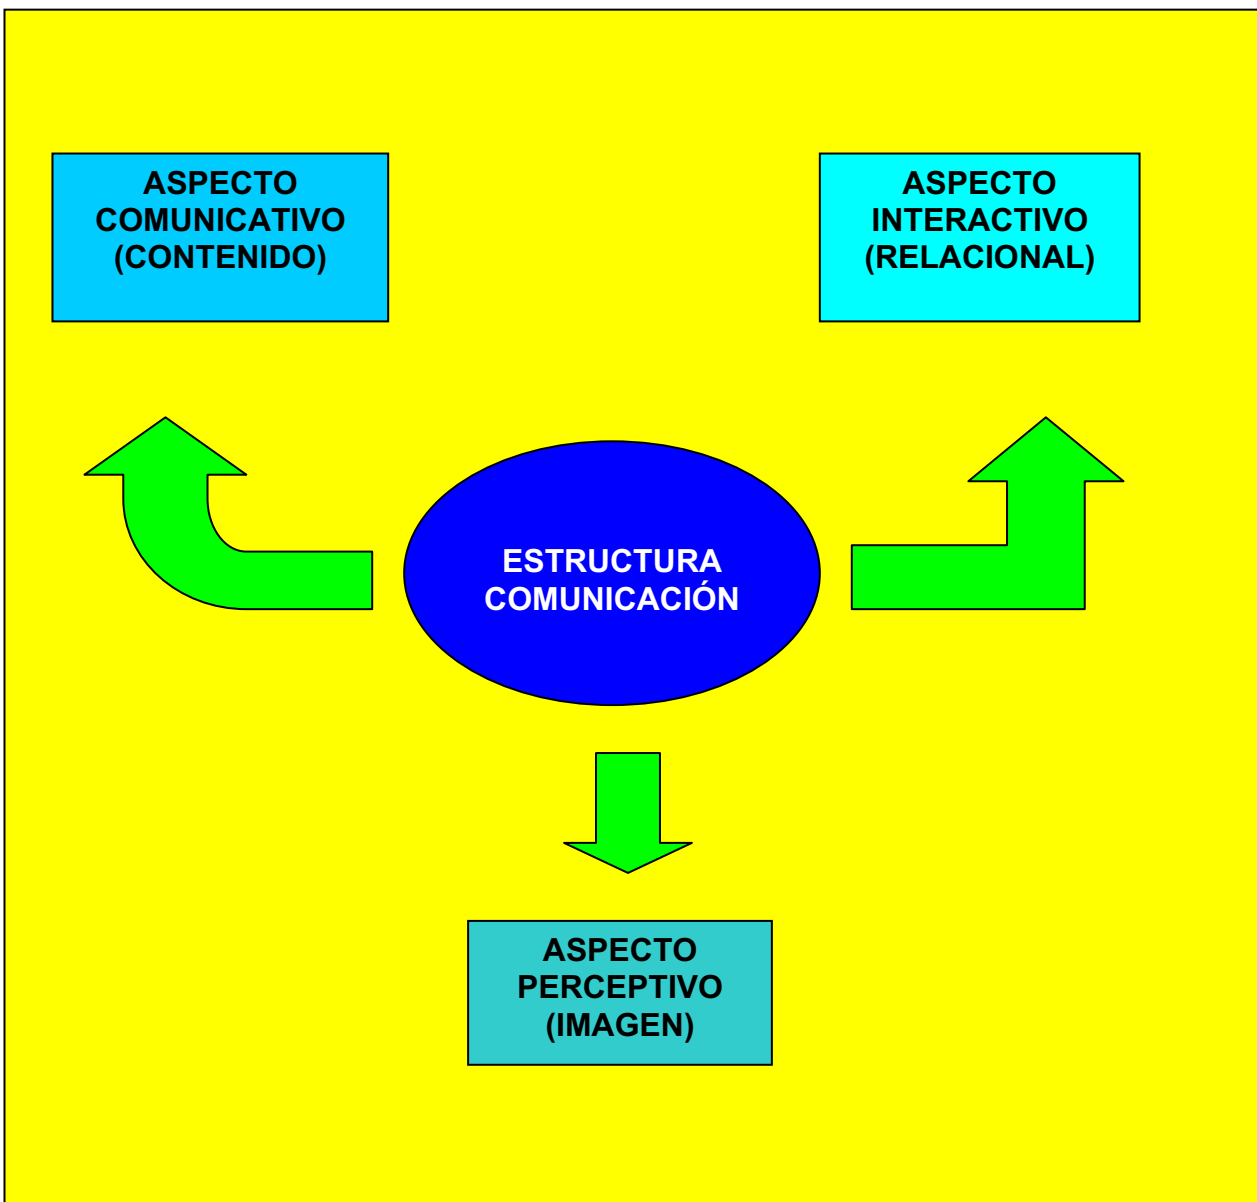 ASPECTO
COMUNICATIVO
(CONTENIDO)
ASPECTO
INTERACTIVO
(RELACIONAL)
ESTRUCTURA
COMUNICACIÓN
ASPECTO
PERCEPTIVO
(IMAGEN)